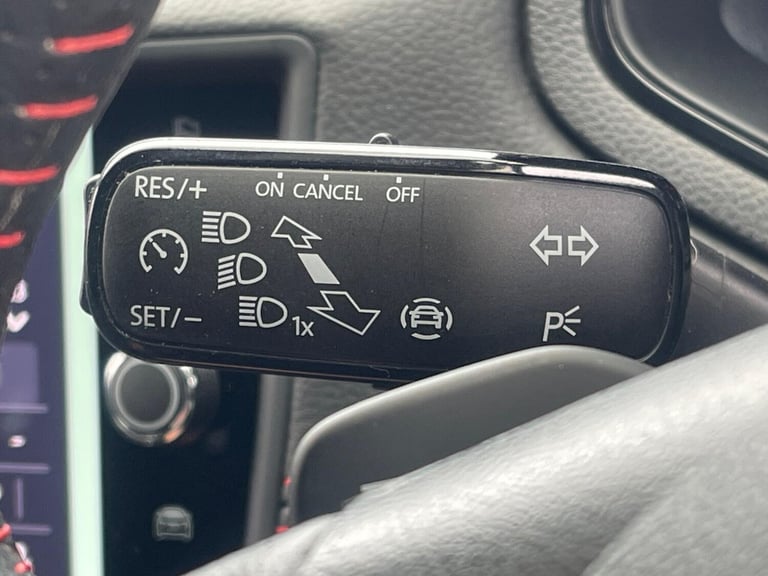 RES/+
ON CANCEL OFF
SET/–
1x
P